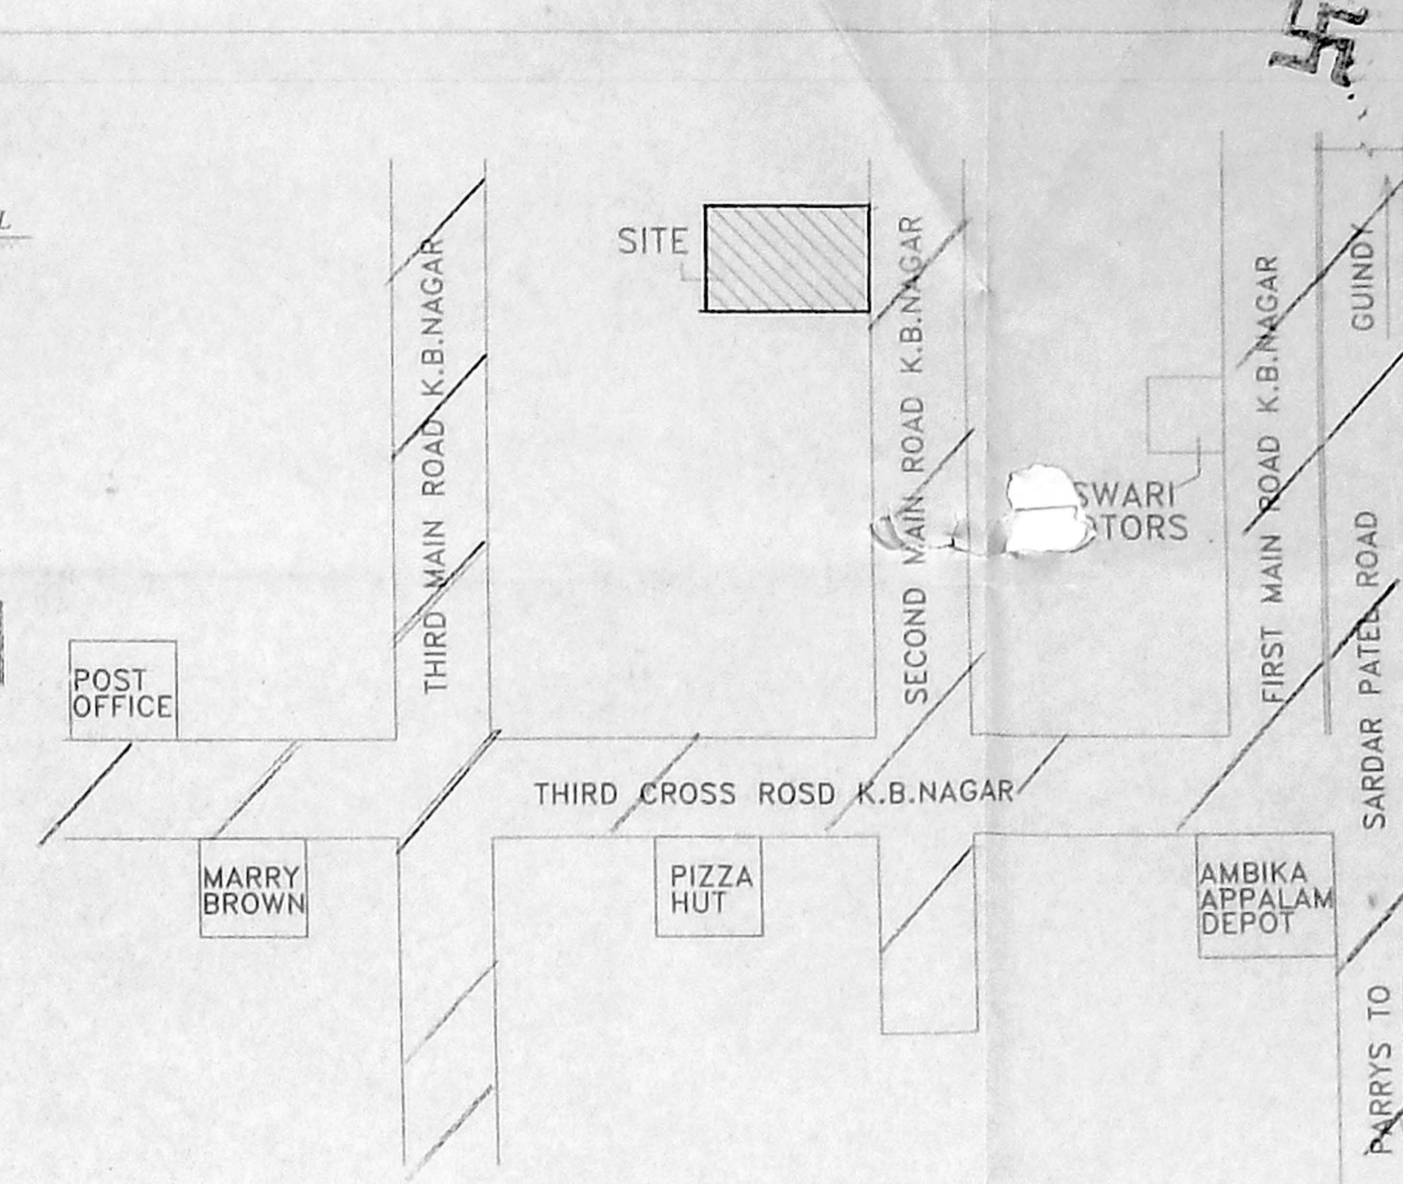 SITE
THIRD MAIN ROAD K.B.NAGAR
SECOND MAIN ROAD K.B.NAGAR
FIRST MAIN ROAD K.B.NAGAR
GUINDY
SWARI
TORS
SARDAR PATEL ROAD
POST
OFFICE
THIRD CROSS ROSD K.B.NAGAR
MARRY
BROWN
PIZZA
HUT
AMBIKA
APPALAM
DEPOT
PARRYS TO